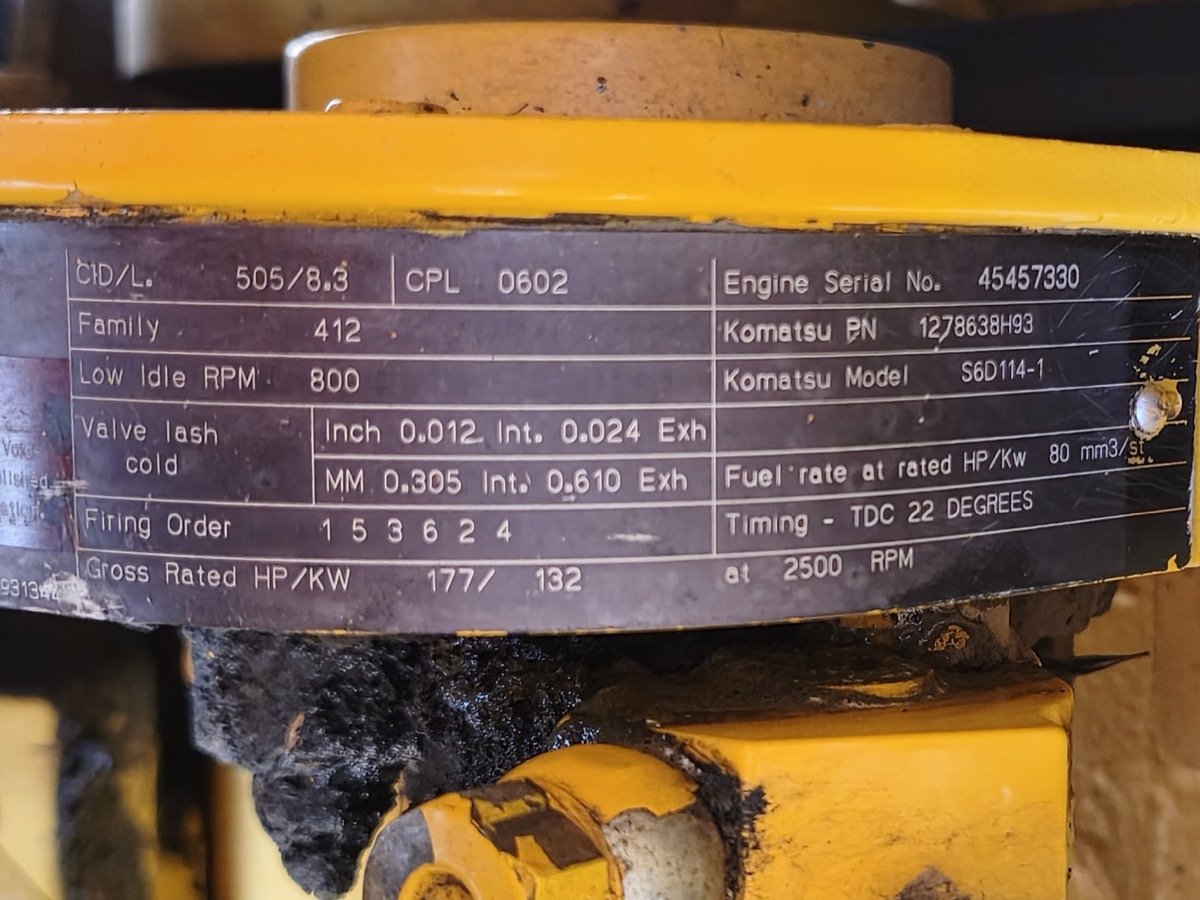 CID/L. 505/8.3 CPL 0602
Family 412
Low Idle RPM 800
Valve lash cold
Inch 0.012 Int. 0.024 Exh
MM 0.305 Int. 0.610 Exh
Firing Order 1 5 3 6 2 4
Gross Rated HP/KW 177/ 132 at 2500 RPM
Engine Serial No. 45457330
Komatsu PN 1278638H93
Komatsu Model S6D114-1
Fuel rate at rated HP/Kw 80 mm3/st
Timing - TDC 22 DEGREES